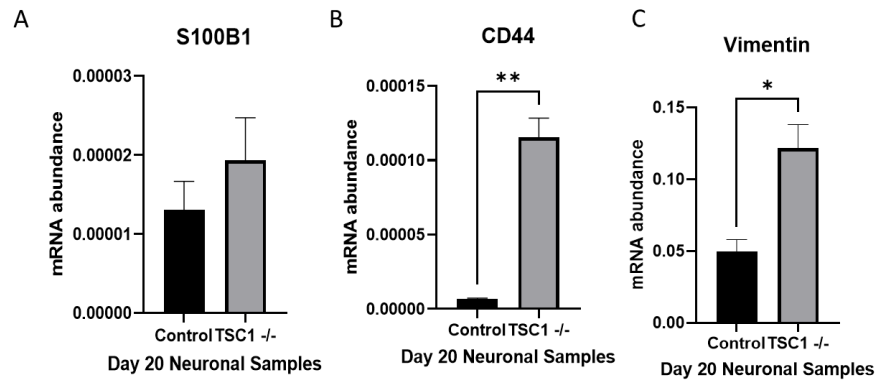 A
S100B1
mRNA abundance
0.00003
0.00002
0.00001
0.00000
Control TSC1 -/-
Day 20 Neuronal Samples
B
CD44
**
mRNA abundance
0.00015
0.00010
0.00005
0.00000
Control TSC1 -/-
Day 20 Neuronal Samples
C
Vimentin
*
mRNA abundance
0.15
0.10
0.05
0.00
Control TSC1 -/-
Day 20 Neuronal Samples